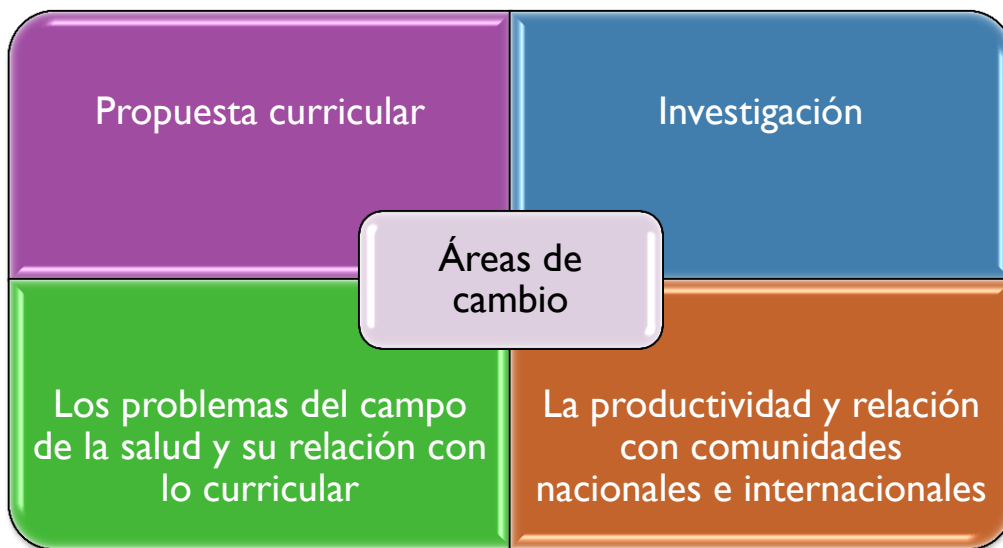 Propuesta curricular
Investigación
Áreas de
cambio
Los problemas del campo
de la salud y su relación con
lo curricular
La productividad y relación
con comunidades
nacionales e internacionales